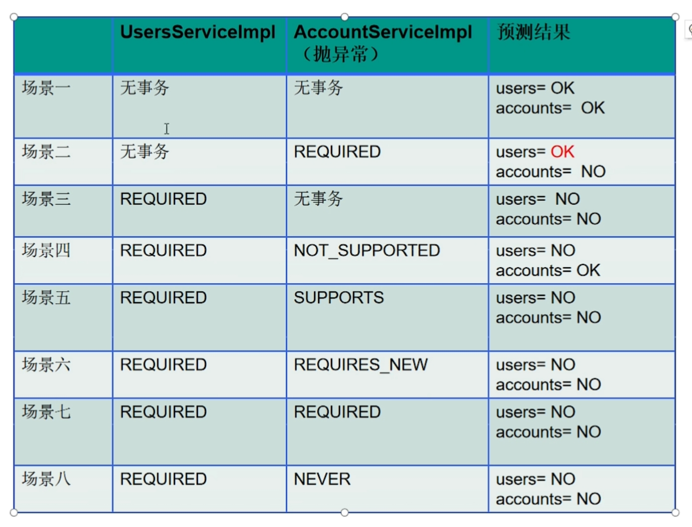 UsersServiceImpl AccountServiceImpl 预测结果
（抛异常）
场景一 无事务 无事务 users= OK
accounts= OK
场景二 无事务 REQUIRED users= OK
accounts= NO
场景三 REQUIRED 无事务 users= NO
accounts= NO
场景四 REQUIRED NOT_SUPPORTED users= NO
accounts= OK
场景五 REQUIRED SUPPORTS users= NO
accounts= NO
场景六 REQUIRED REQUIRES_NEW users= NO
accounts= NO
场景七 REQUIRED REQUIRED users= NO
accounts= NO
场景八 REQUIRED NEVER users= NO
accounts= NO